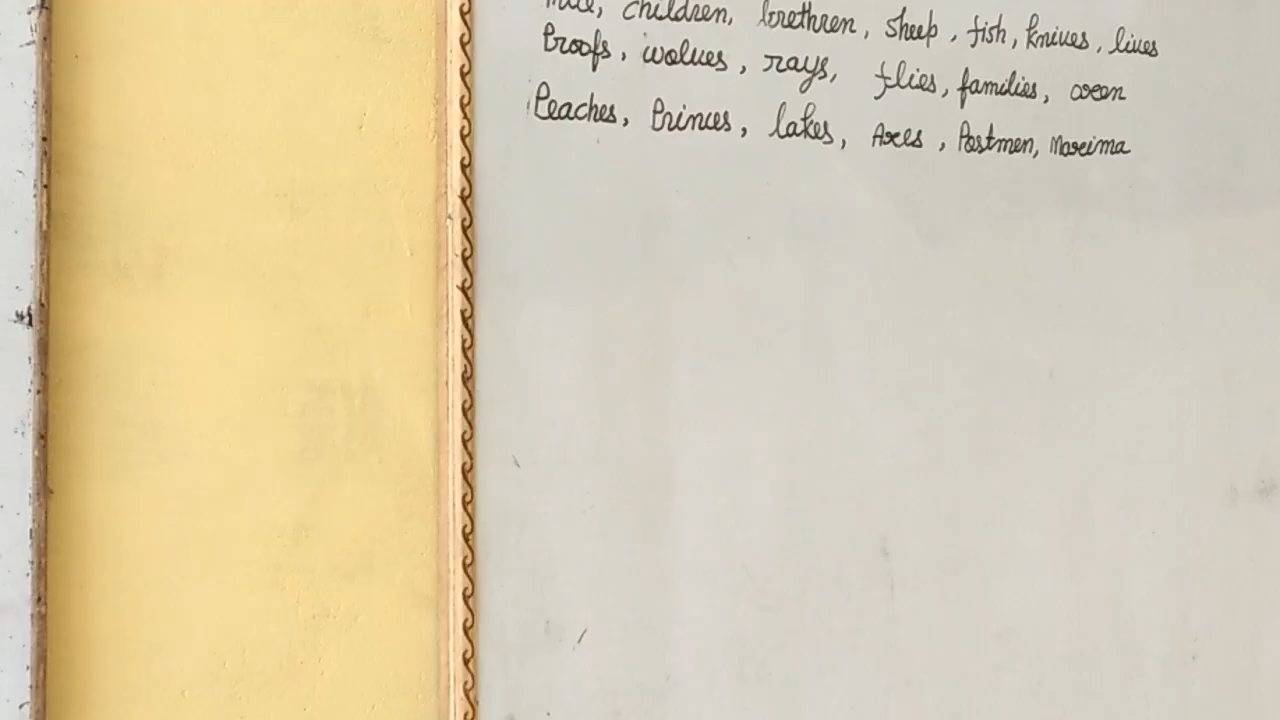 children, brethren, sheep, fish, knives, lives
Proofs, wolves, rays, flies, families, oxen
Peaches, Princes, lakes, Axes, Postmen, Maxima